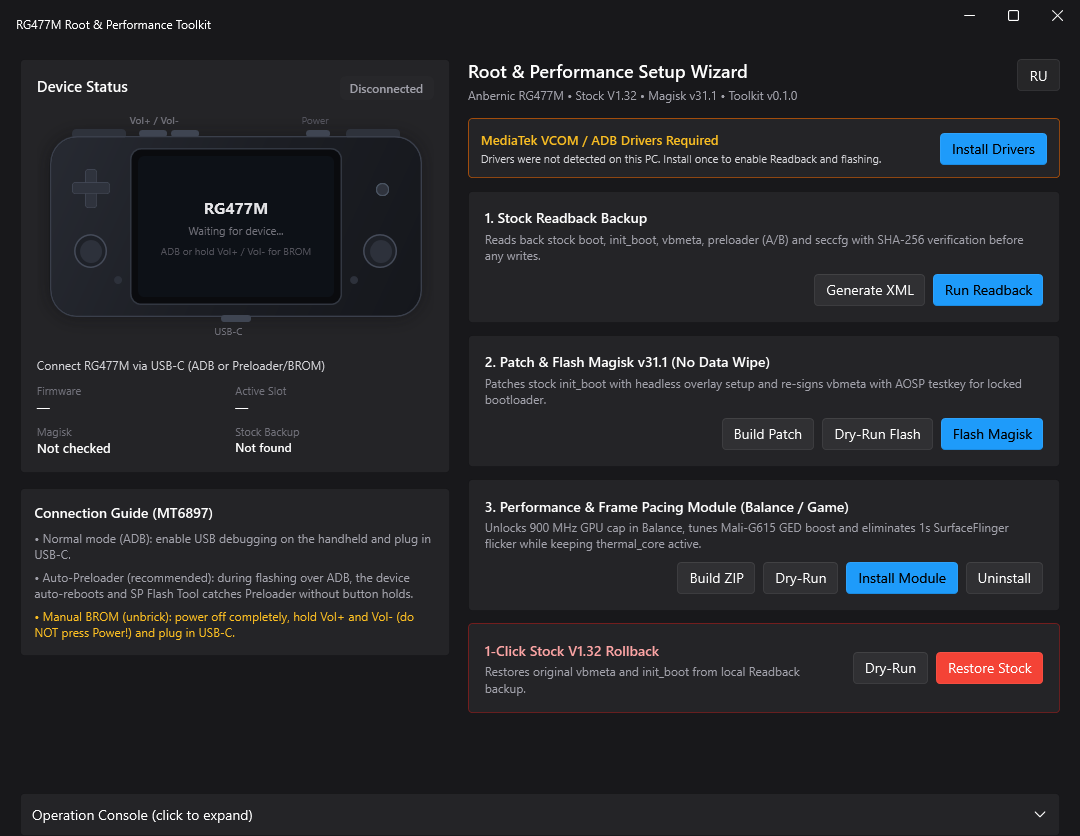 RG477M Root & Performance Toolkit
Device Status
Disconnected
Vol+ / Vol-
Power
RG477M
Waiting for device...
ADB or hold Vol+ / Vol- for BROM
USB-C
Connect RG477M via USB-C (ADB or Preloader/BROM)
Firmware
Active Slot
—
—
Magisk
Stock Backup
Not checked
Not found
Connection Guide (MT6897)
• Normal mode (ADB): enable USB debugging on the handheld and plug in
USB-C.
• Auto-Preloader (recommended): during flashing over ADB, the device
auto-reboots and SP Flash Tool catches Preloader without button holds.
• Manual BROM (unbrick): power off completely, hold Vol+ and Vol- (do
NOT press Power!) and plug in USB-C.
Root & Performance Setup Wizard
Anbernic RG477M • Stock V1.32 • Magisk v31.1 • Toolkit v0.1.0
RU
MediaTek VCOM / ADB Drivers Required
Drivers were not detected on this PC. Install once to enable Readback and flashing.
Install Drivers
1. Stock Readback Backup
Reads back stock boot, init_boot, vbmeta, preloader (A/B) and seccfg with SHA-256 verification before
any writes.
Generate XML
Run Readback
2. Patch & Flash Magisk v31.1 (No Data Wipe)
Patches stock init_boot with headless overlay setup and re-signs vbmeta with AOSP testkey for locked
bootloader.
Build Patch
Dry-Run Flash
Flash Magisk
3. Performance & Frame Pacing Module (Balance / Game)
Unlocks 900 MHz GPU cap in Balance, tunes Mali-G615 GED boost and eliminates 1s SurfaceFlinger
flicker while keeping thermal_core active.
Build ZIP
Dry-Run
Install Module
Uninstall
1-Click Stock V1.32 Rollback
Restores original vbmeta and init_boot from local Readback
backup.
Dry-Run
Restore Stock
Operation Console (click to expand)